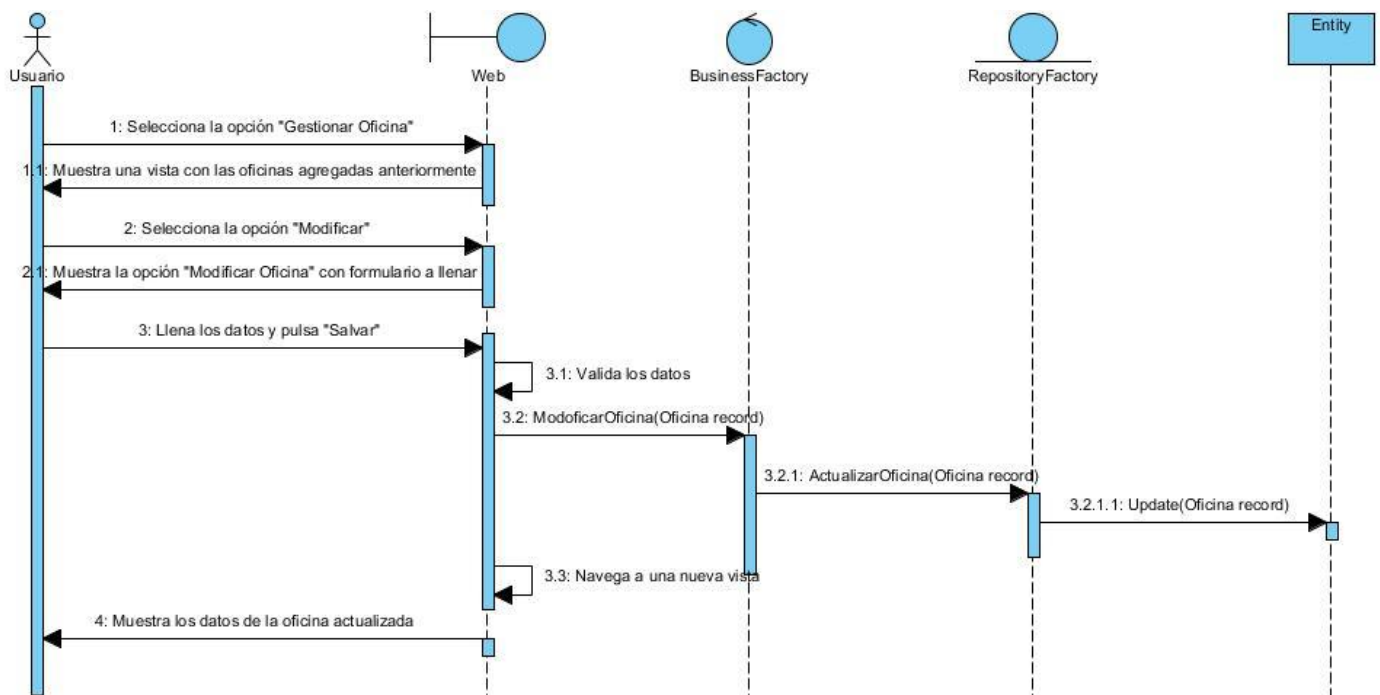 Entity
Usuario
Web
BusinessFactory
RepositoryFactory
1: Selecciona la opción "Gestionar Oficina"
1.1: Muestra una vista con las oficinas agregadas anteriormente
2: Selecciona la opción "Modificar"
2.1: Muestra la opción "Modificar Oficina" con formulario a llenar
3: Llena los datos y pulsa "Salvar"
3.1: Valida los datos
3.2: ModoficarOficina(Oficina record)
3.2.1: ActualizarOficina(Oficina record)
3.2.1.1: Update(Oficina record)
3.3: Navega a una nueva vista
4: Muestra los datos de la oficina actualizada